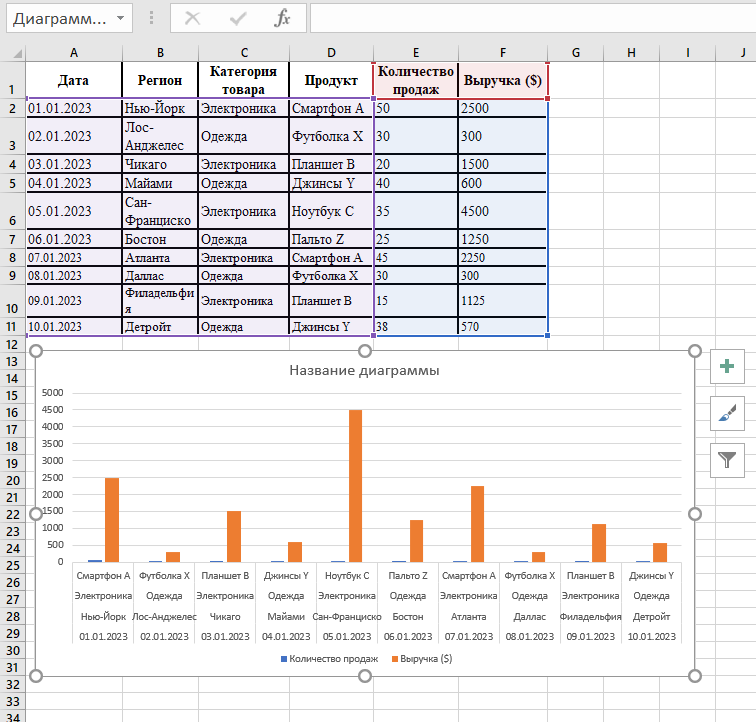 Диаграмм... fx
A B C D E F G H I J
1 Дата Регион Категория товара Продукт Количество продаж Выручка ($)
2 01.01.2023 Нью-Йорк Электроника Смартфон A 50 2500
3 02.01.2023 Лос-Анджелес Одежда Футболка X 30 300
4 03.01.2023 Чикаго Электроника Планшет B 20 1500
5 04.01.2023 Майами Одежда Джинсы Y 40 600
6 05.01.2023 Сан-Франциско Электроника Ноутбук C 35 4500
7 06.01.2023 Бостон Одежда Пальто Z 25 1250
8 07.01.2023 Атланта Электроника Смартфон A 45 2250
9 08.01.2023 Даллас Одежда Футболка X 30 300
10 09.01.2023 Филадельфия Электроника Планшет B 15 1125
11 10.01.2023 Детройт Одежда Джинсы Y 38 570
12
13
14
15
16
17
18
19
20
21
22
23
24
25
26
27
28
29
30
31
32
33
34
Название диаграммы
5000
4500
4000
3500
3000
2500
2000
1500
1000
500
0
Смартфон A Футболка X Планшет B Джинсы Y Ноутбук C Пальто Z Смартфон A Футболка X Планшет B Джинсы Y
Электроника Одежда Электроника Одежда Электроника Одежда Электроника Одежда Электроника Одежда
Нью-Йорк Лос-Анджелес Чикаго Майами Сан-Франциско Бостон Атланта Даллас Филадельфия Детройт
01.01.2023 02.01.2023 03.01.2023 04.01.2023 05.01.2023 06.01.2023 07.01.2023 08.01.2023 09.01.2023 10.01.2023
Количество продаж Выручка ($)